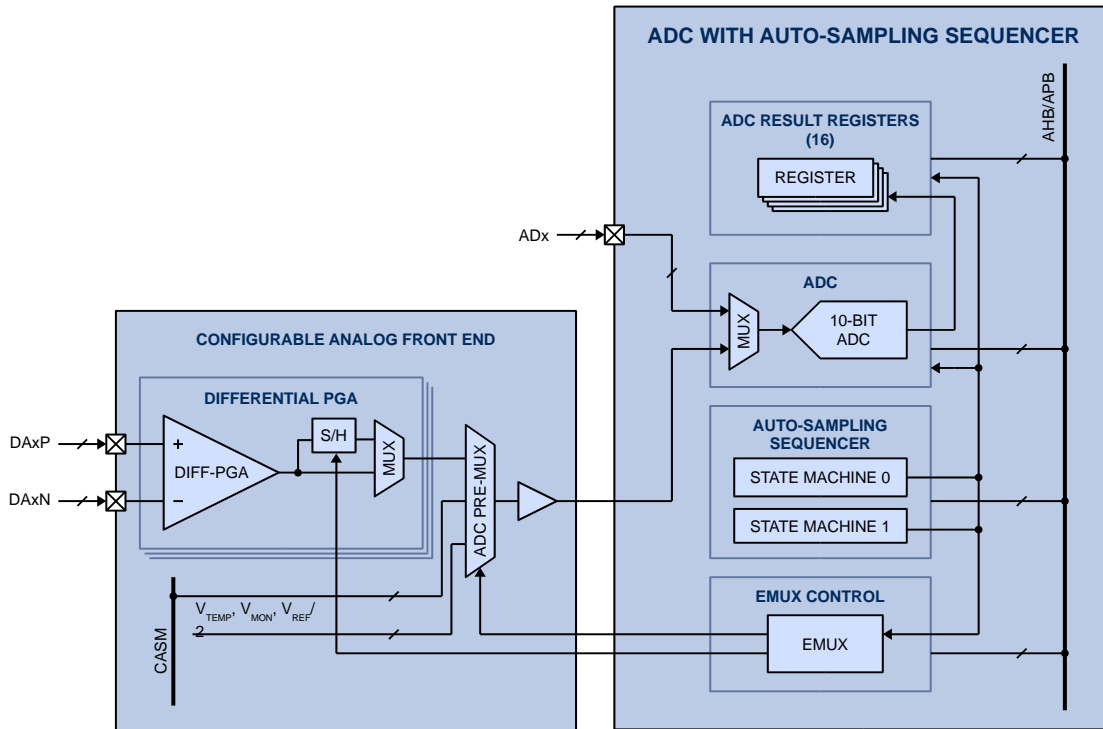 ADC WITH AUTO-SAMPLING SEQUENCER
AHB/APB
ADC RESULT REGISTERS
(16)
REGISTER
ADx
ADC
MUX
10-BIT
ADC
CONFIGURABLE ANALOG FRONT END
DIFFERENTIAL PGA
DAxP
DAxN
+
−
DIFF-PGA
S/H
MUX
ADC PRE-MUX
AUTO-SAMPLING
SEQUENCER
STATE MACHINE 0
STATE MACHINE 1
CASM
VTEMP, VMON, VREF/
2
EMUX CONTROL
EMUX